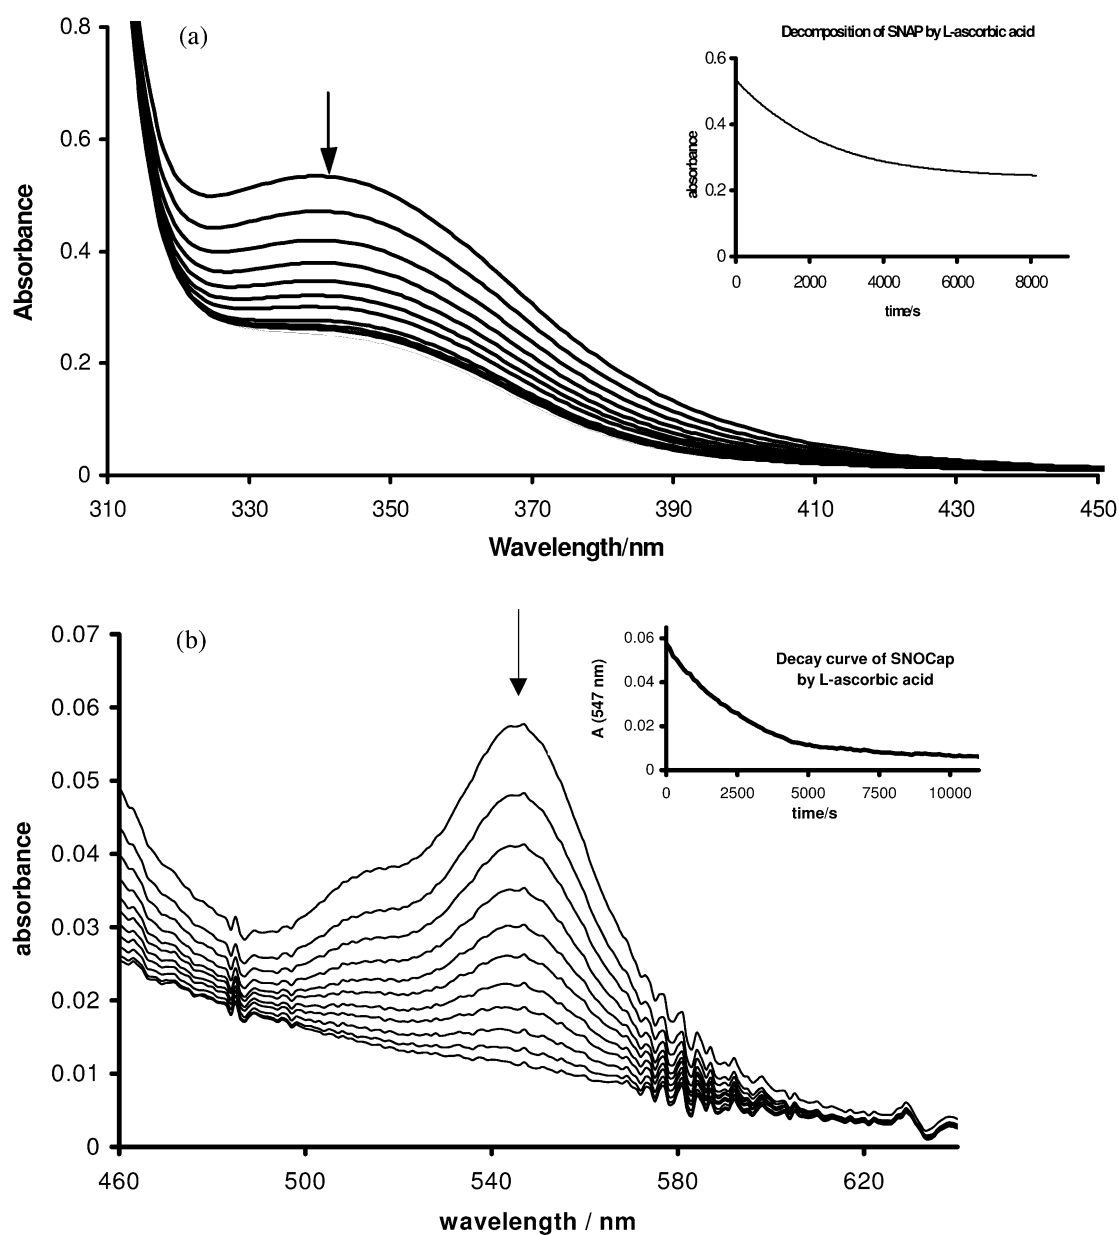 (a)
Decomposition of SNAP by L-ascorbic acid
0.8
0.6
0.4
0.2
0
Absorbance
310 330 350 370 390 410 430 450
Wavelength/nm
0.6
0.4
0.2
0
absorbance
0 2000 4000 6000 8000
time/s
(b)
0.07
0.06
0.05
0.04
0.03
0.02
0.01
0
absorbance
460 500 540 580 620
wavelength / nm
Decay curve of SNOCap
by L-ascorbic acid
0.06
0.04
0.02
0
A (547 nm)
0 2500 5000 7500 10000
time/s